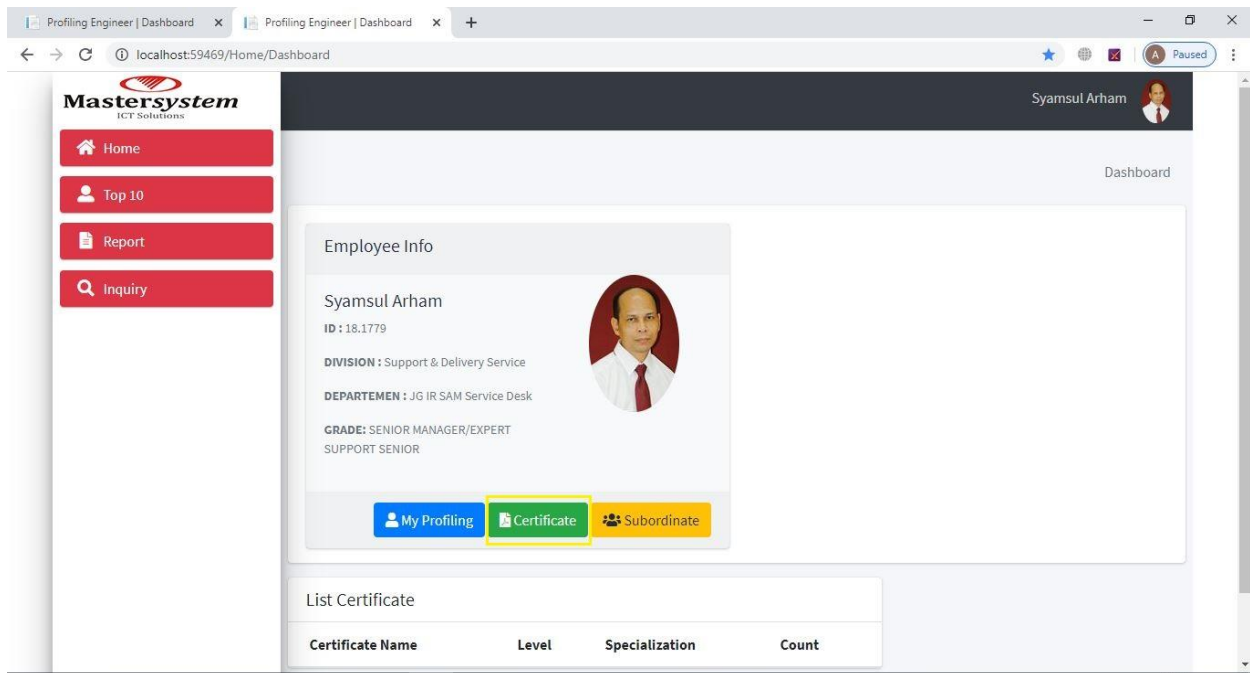 Profiling Engineer | Dashboard
Profiling Engineer | Dashboard
localhost:59469/Home/Dashboard
A Paused
Mastersystem
ICT Solutions
Syamsul Arham
Home
Dashboard
Top 10
Report
Inquiry
Employee Info
Syamsul Arham
ID : 18.1779
DIVISION : Support & Delivery Service
DEPARTEMEN : JG IR SAM Service Desk
GRADE: SENIOR MANAGER/EXPERT
SUPPORT SENIOR
My Profiling Certificate Subordinate
List Certificate
Certificate Name Level Specialization Count